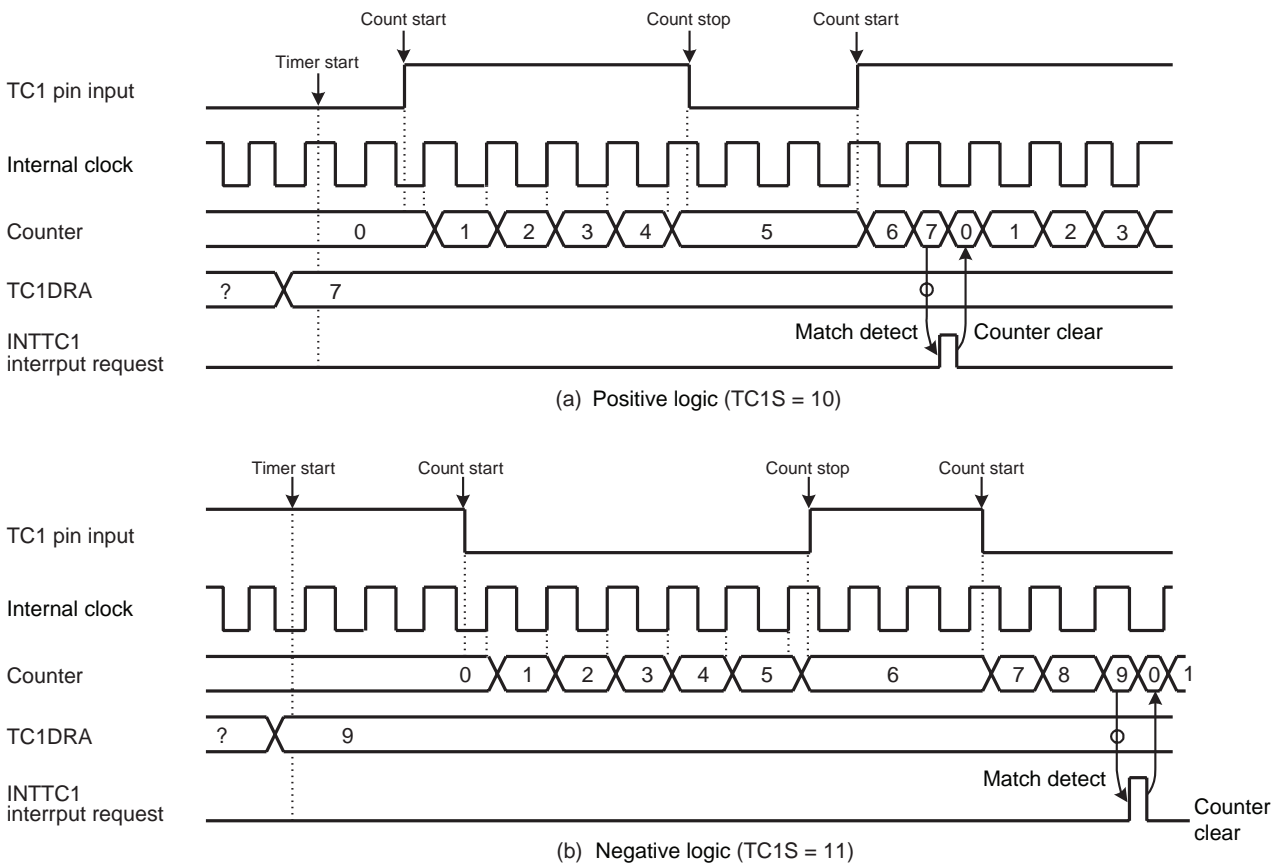 Count start Count stop Count start
Timer start
TC1 pin input
Internal clock
Counter 0 1 2 3 4 5 6 7 0 1 2 3
TC1DRA ? 7
Match detect Counter clear
INTTC1
interrput request
(a) Positive logic (TC1S = 10)
Timer start Count start Count stop Count start
TC1 pin input
Internal clock
Counter 0 1 2 3 4 5 6 7 8 9 0 1
TC1DRA ? 9
Match detect
INTTC1
interrput request
Counter
clear
(b) Negative logic (TC1S = 11)